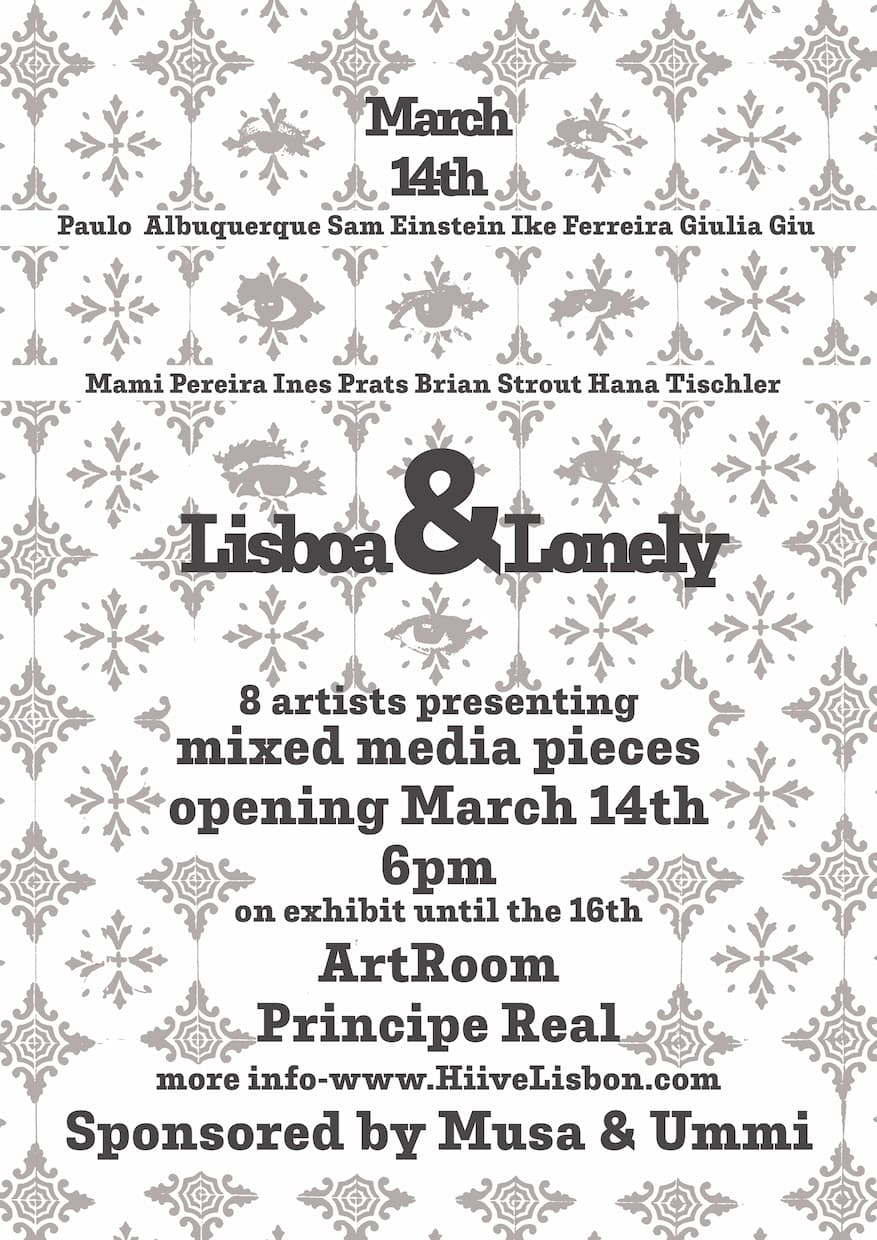 March
14th
Paulo Albuquerque Sam Einstein Ike Ferreira Giulia Giu
Mami Pereira Ines Prats Brian Strout Hana Tischler
Lisboa & Lonely
8 artists presenting
mixed media pieces
opening March 14th
6pm
on exhibit until the 16th
ArtRoom
Principe Real
more info-www.HiiveLisbon.com
Sponsored by Musa & Ummi